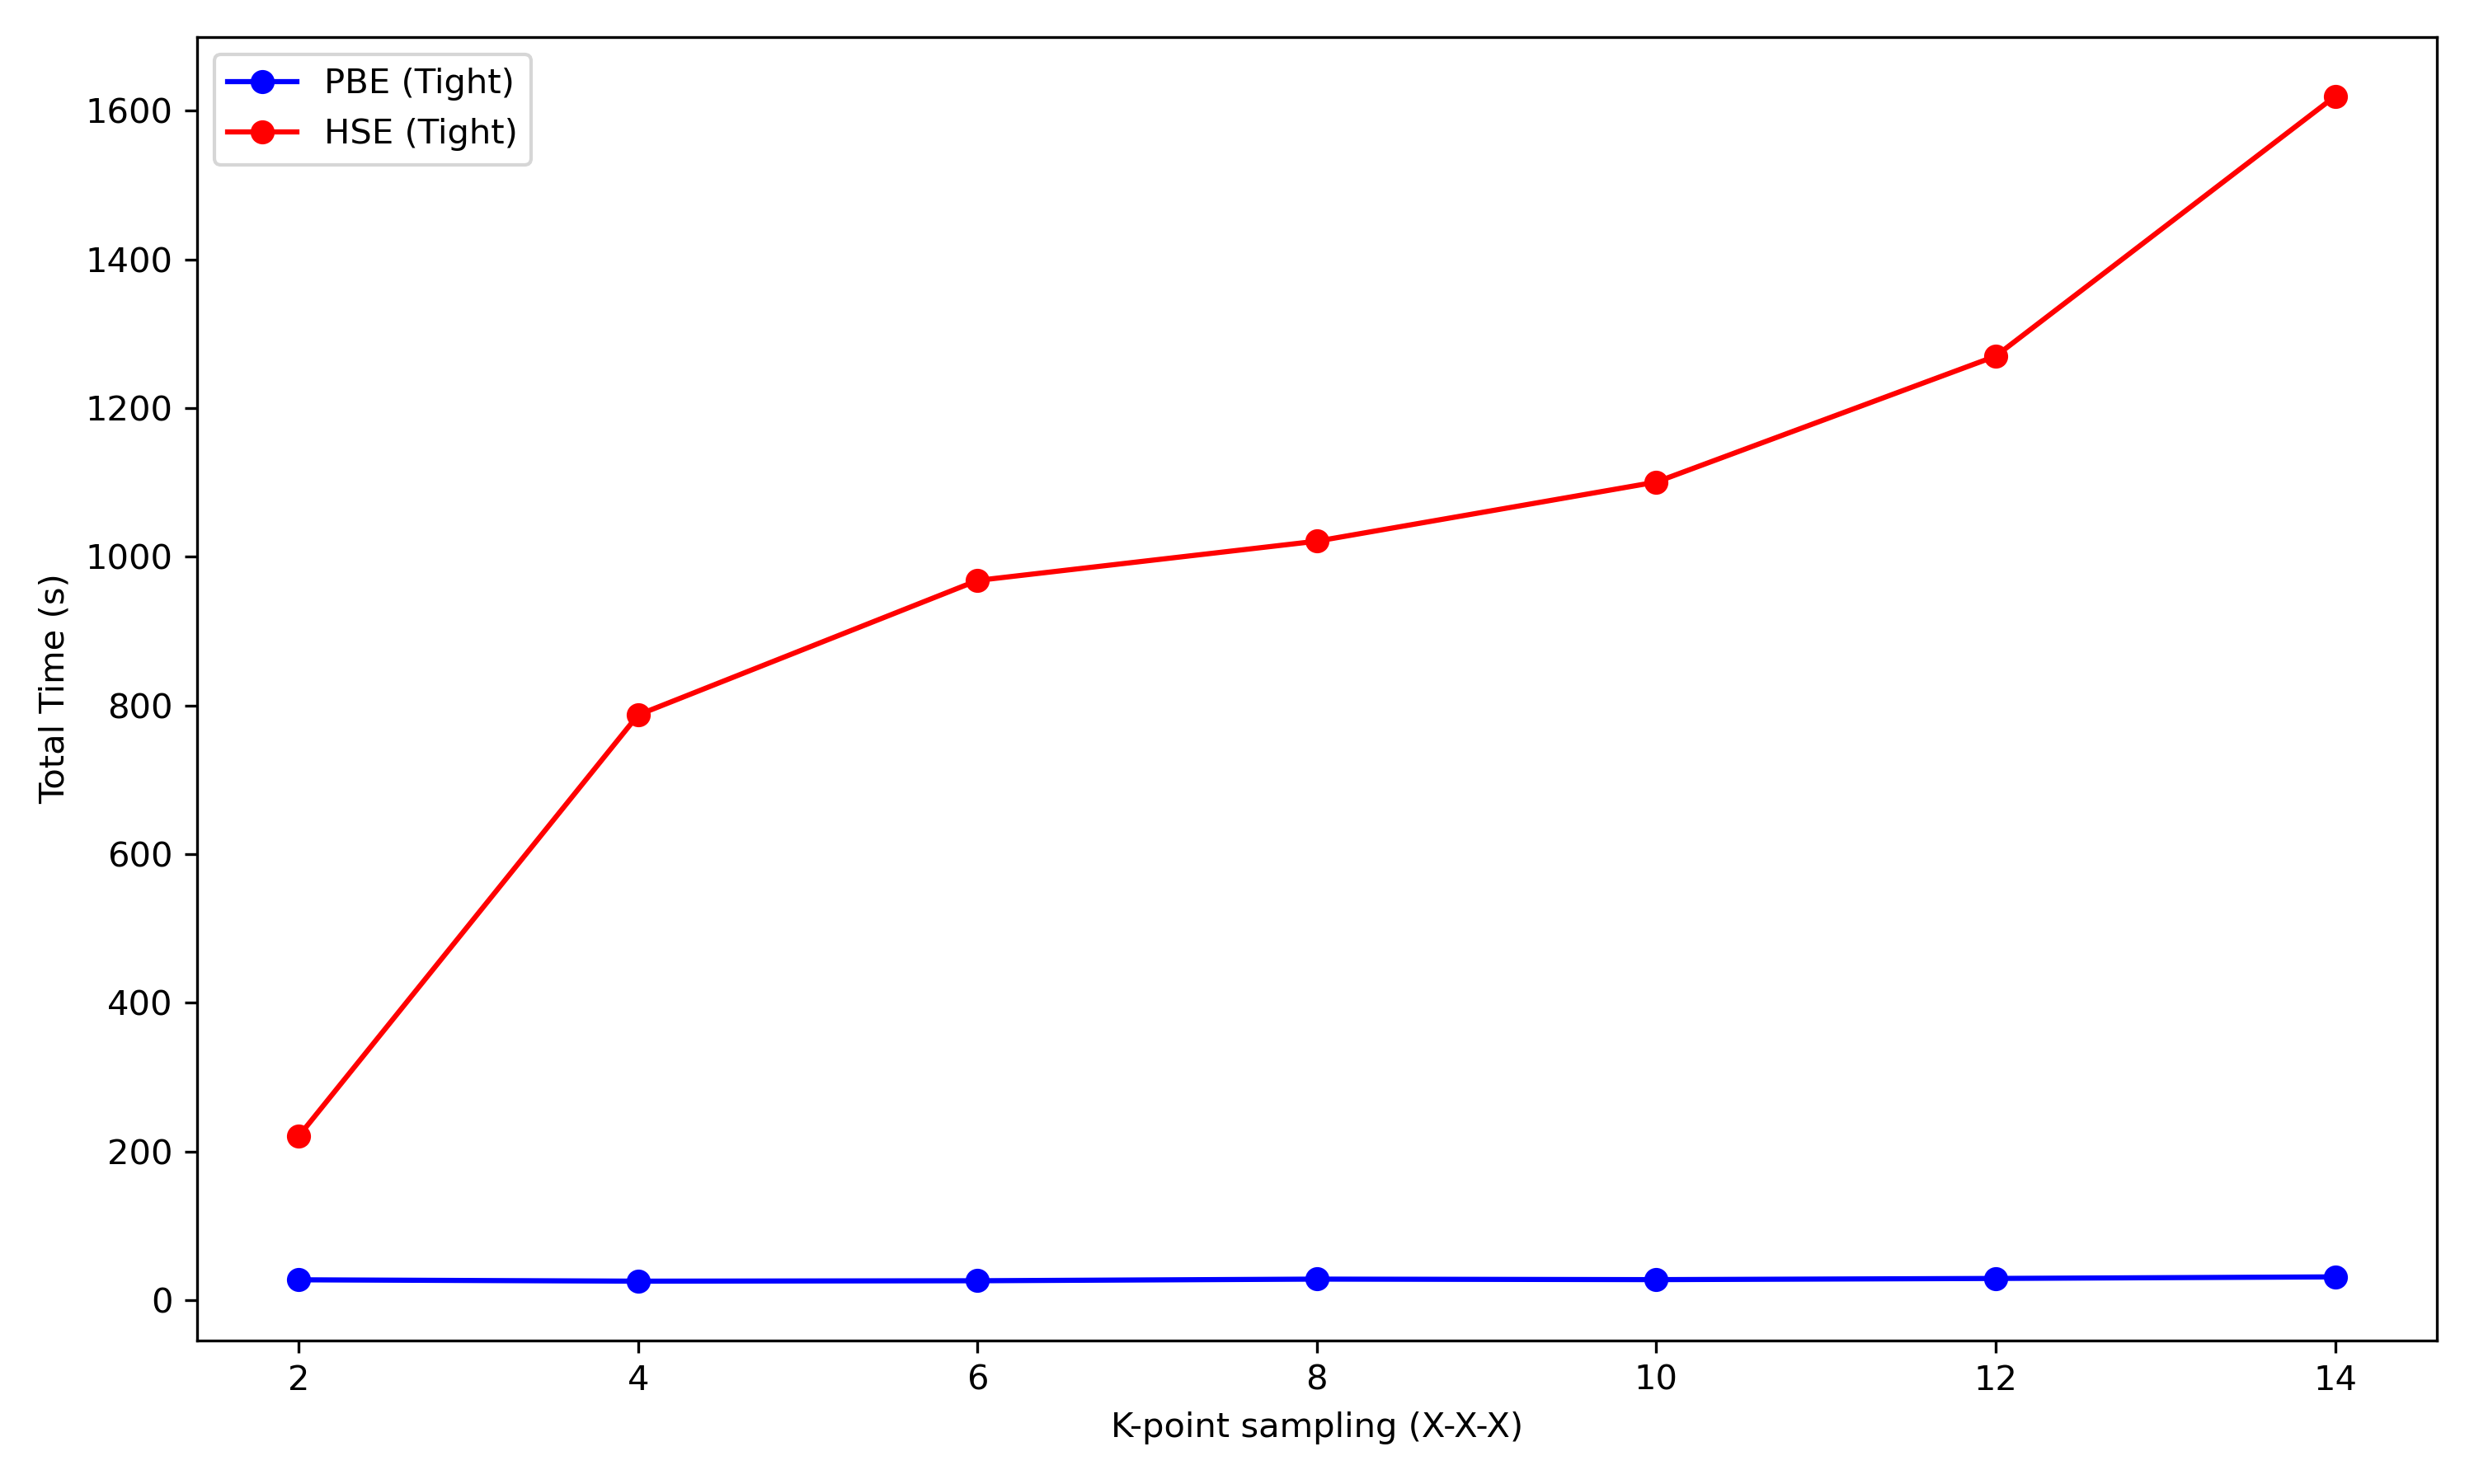 PBE (Tight)
HSE (Tight)
1600
1400
1200
1000
800
600
400
200
0
Total Time (s)
2 4 6 8 10 12 14
K-point sampling (X-X-X)